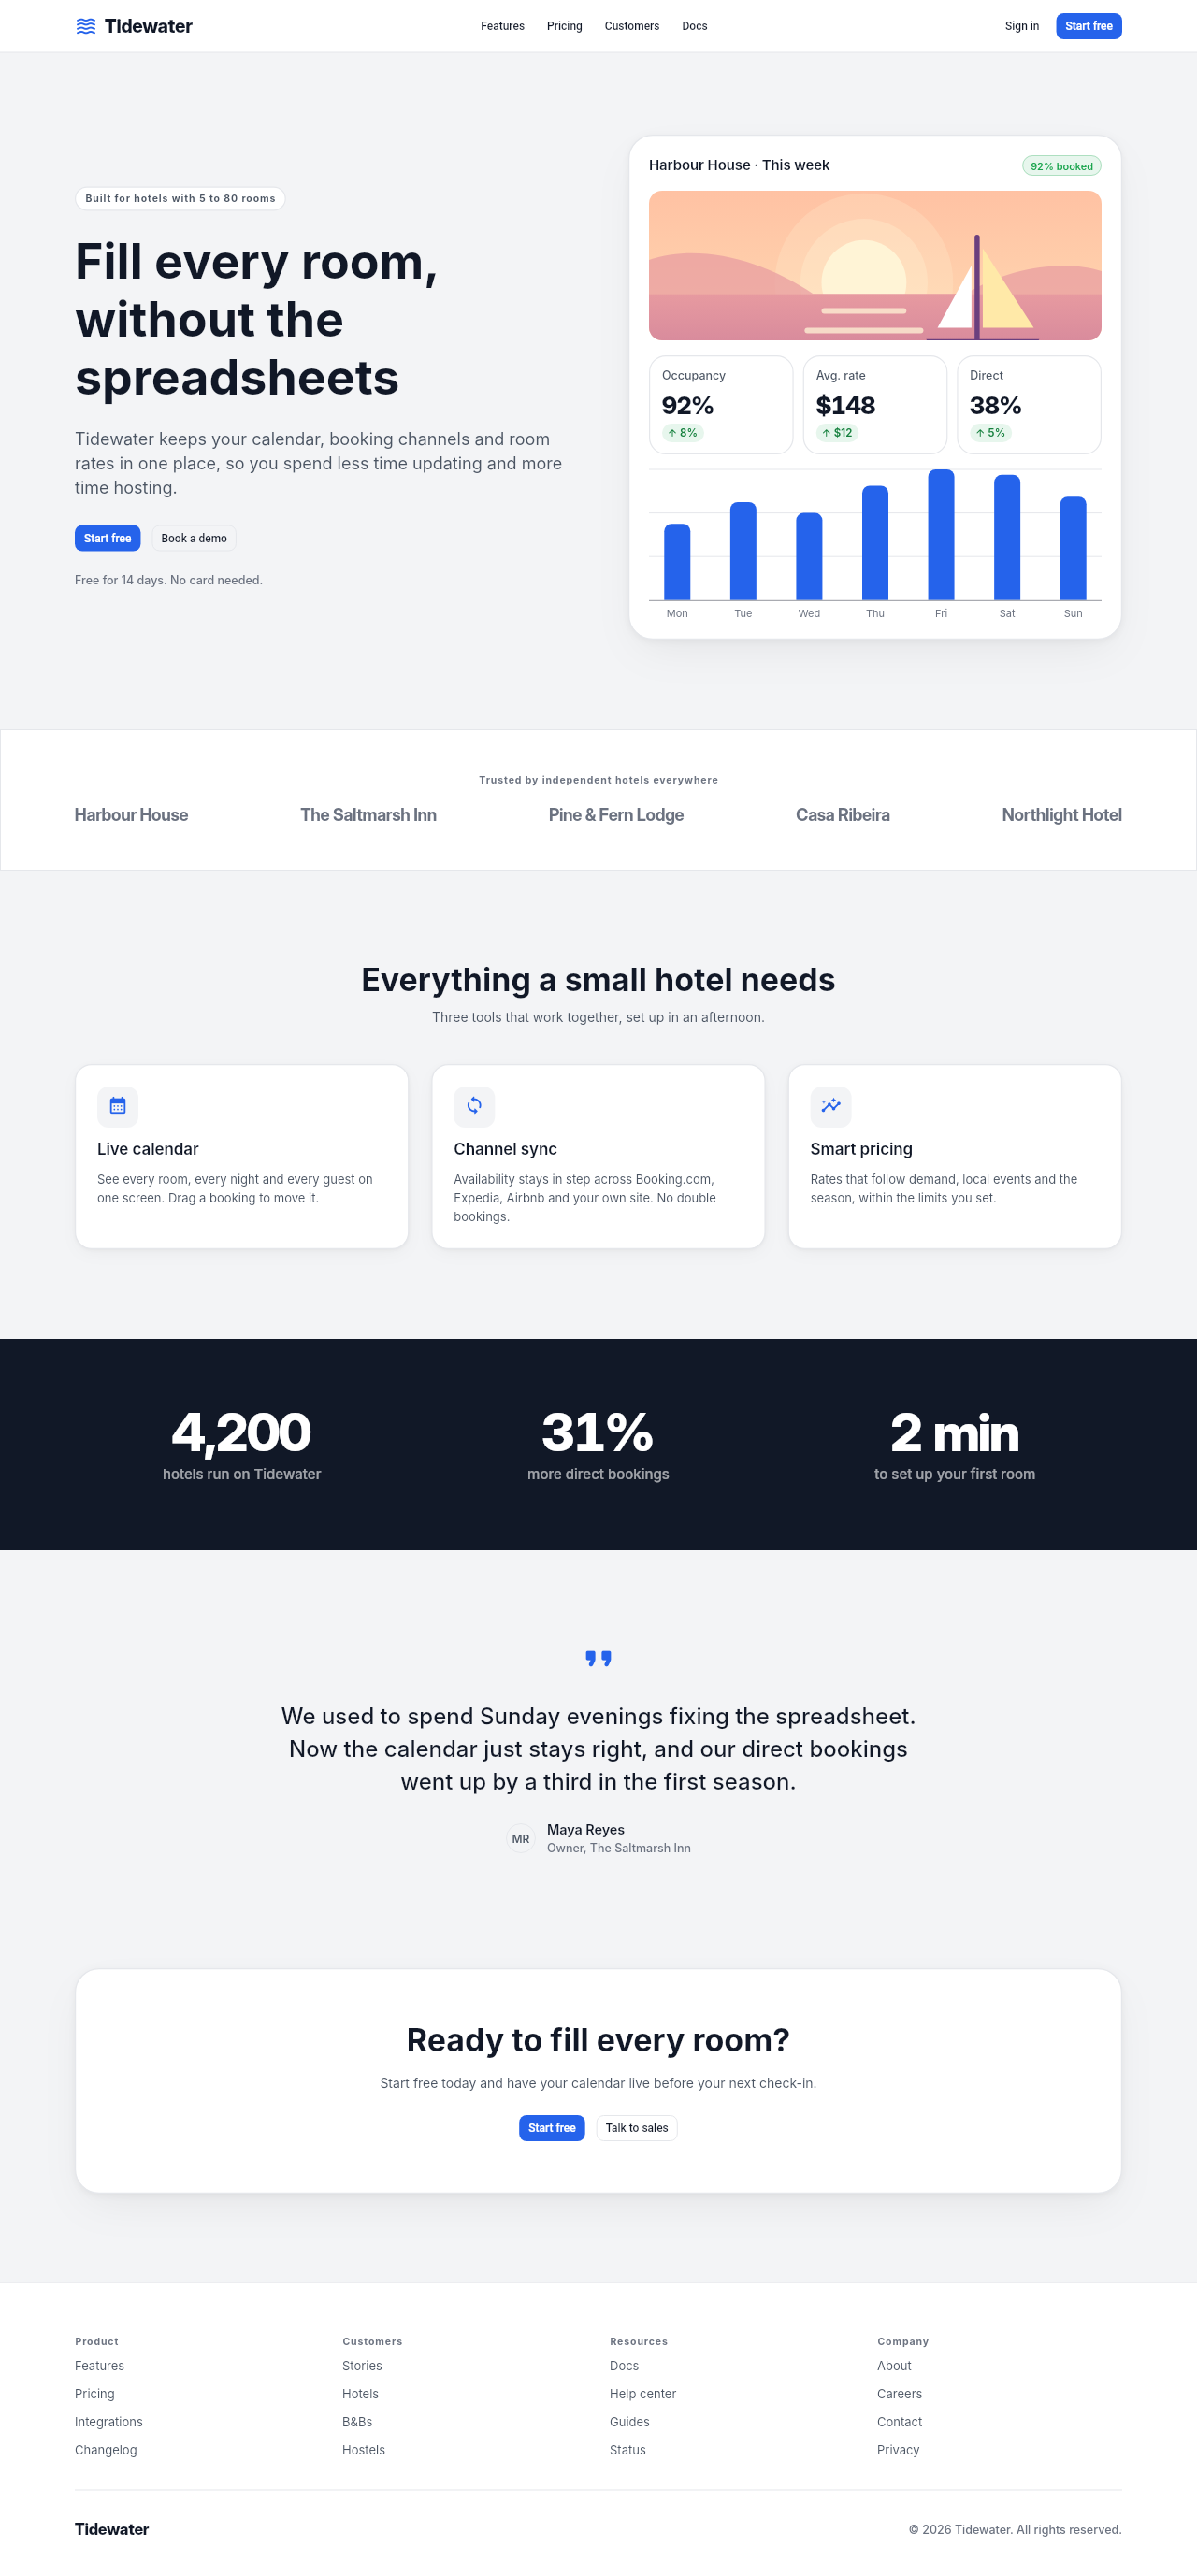 Tidewater
Features
Pricing
Customers
Docs
Sign in
Start free
Built for hotels with 5 to 80 rooms
Fill every room,
without the
spreadsheets
Tidewater keeps your calendar, booking channels and room
rates in one place, so you spend less time updating and more
time hosting.
Start free
Book a demo
Free for 14 days. No card needed.
Harbour House · This week
92% booked
Occupancy
92%
↑ 8%
Avg. rate
$148
↑ $12
Direct
38%
↑ 5%
Mon
Tue
Wed
Thu
Fri
Sat
Sun
Trusted by independent hotels everywhere
Harbour House
The Saltmarsh Inn
Pine & Fern Lodge
Casa Ribeira
Northlight Hotel
Everything a small hotel needs
Three tools that work together, set up in an afternoon.
Live calendar
See every room, every night and every guest on
one screen. Drag a booking to move it.
Channel sync
Availability stays in step across Booking.com,
Expedia, Airbnb and your own site. No double
bookings.
Smart pricing
Rates that follow demand, local events and the
season, within the limits you set.
4,200
hotels run on Tidewater
31%
more direct bookings
2 min
to set up your first room
We used to spend Sunday evenings fixing the spreadsheet.
Now the calendar just stays right, and our direct bookings
went up by a third in the first season.
MR
Maya Reyes
Owner, The Saltmarsh Inn
Ready to fill every room?
Start free today and have your calendar live before your next check-in.
Start free
Talk to sales
Product
Features
Pricing
Integrations
Changelog
Customers
Stories
Hotels
B&Bs
Hostels
Resources
Docs
Help center
Guides
Status
Company
About
Careers
Contact
Privacy
Tidewater
© 2026 Tidewater. All rights reserved.